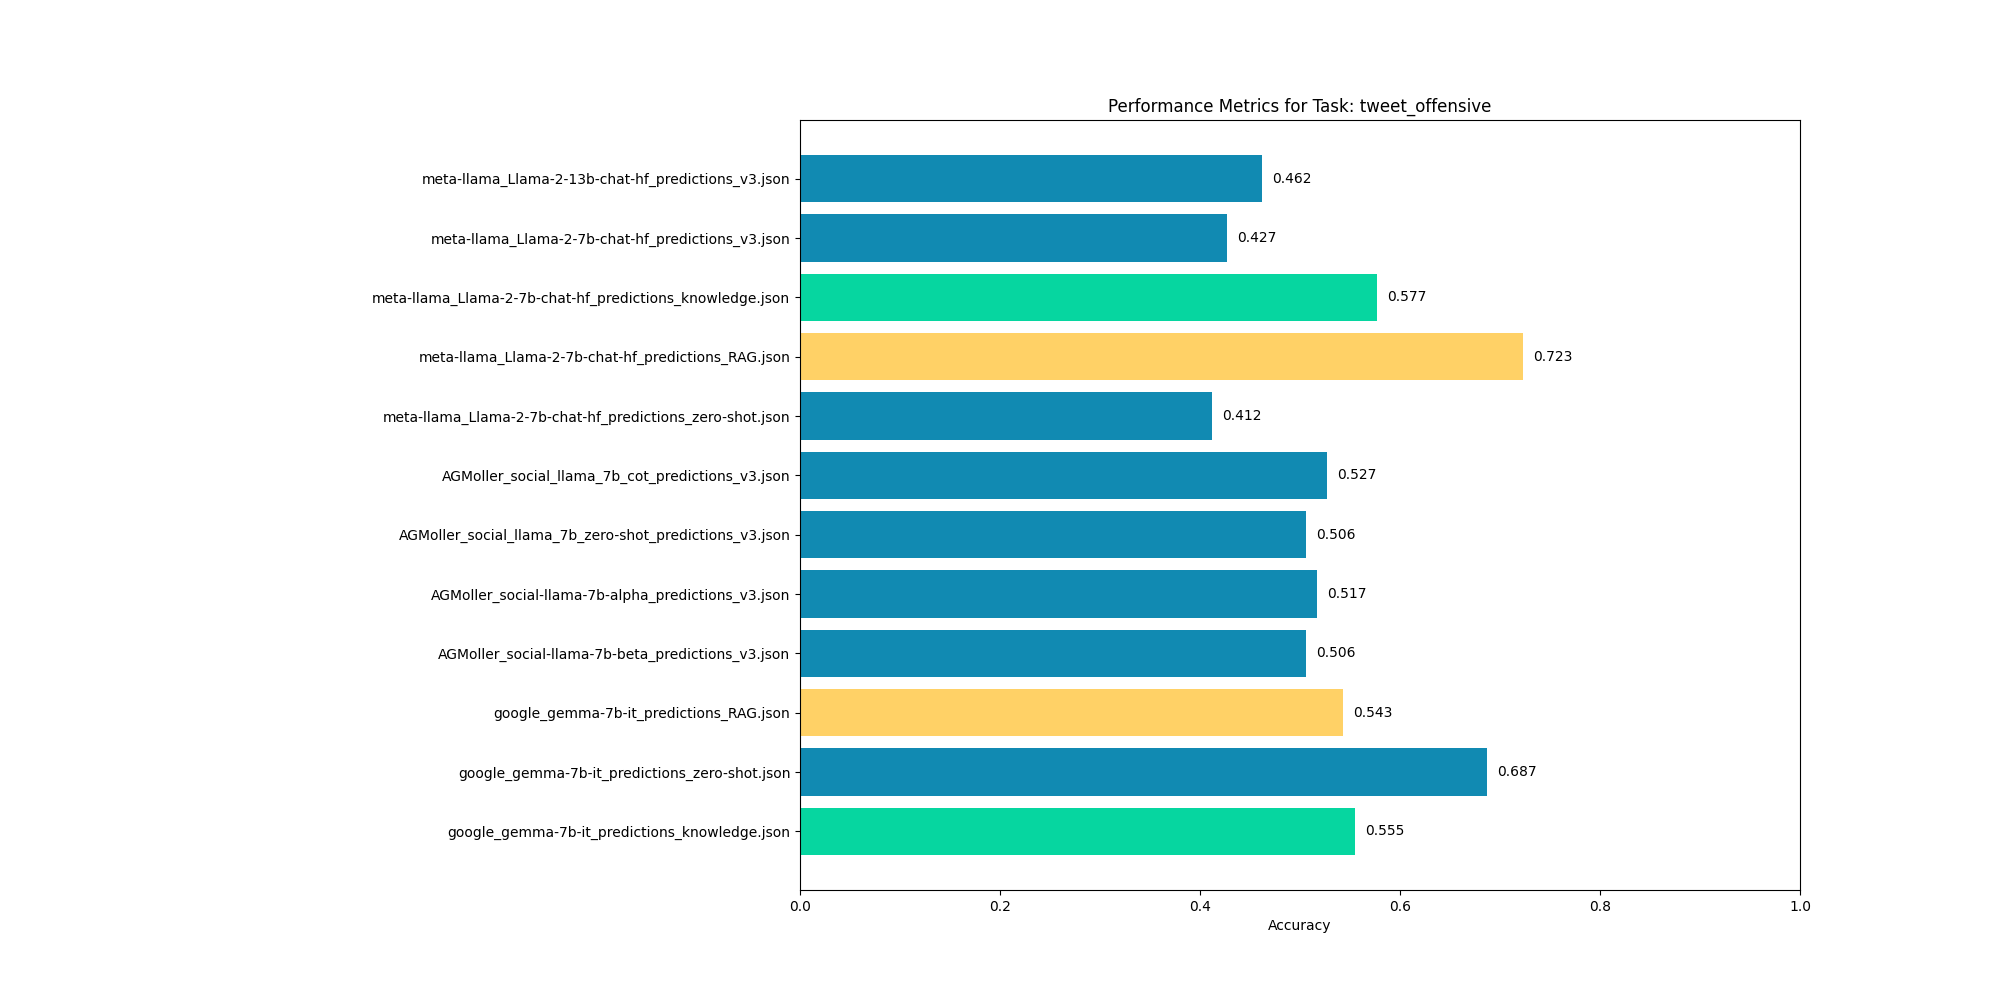 Performance Metrics for Task: tweet_offensive
meta-llama_Llama-2-13b-chat-hf_predictions_v3.json 0.462
meta-llama_Llama-2-7b-chat-hf_predictions_v3.json 0.427
meta-llama_Llama-2-7b-chat-hf_predictions_knowledge.json 0.577
meta-llama_Llama-2-7b-chat-hf_predictions_RAG.json 0.723
meta-llama_Llama-2-7b-chat-hf_predictions_zero-shot.json 0.412
AGMoller_social_llama_7b_cot_predictions_v3.json 0.527
AGMoller_social_llama_7b_zero-shot_predictions_v3.json 0.506
AGMoller_social-llama-7b-alpha_predictions_v3.json 0.517
AGMoller_social-llama-7b-beta_predictions_v3.json 0.506
google_gemma-7b-it_predictions_RAG.json 0.543
google_gemma-7b-it_predictions_zero-shot.json 0.687
google_gemma-7b-it_predictions_knowledge.json 0.555
0.0 0.2 0.4 0.6 0.8 1.0
Accuracy